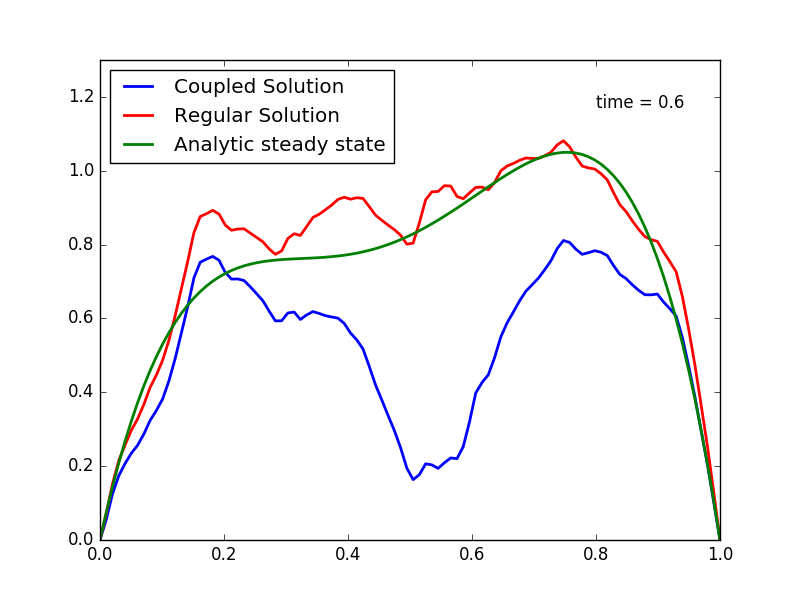 Coupled Solution
Regular Solution
Analytic steady state
time = 0.6
1.2
1.0
0.8
0.6
0.4
0.2
0.0
0.0 0.2 0.4 0.6 0.8 1.0